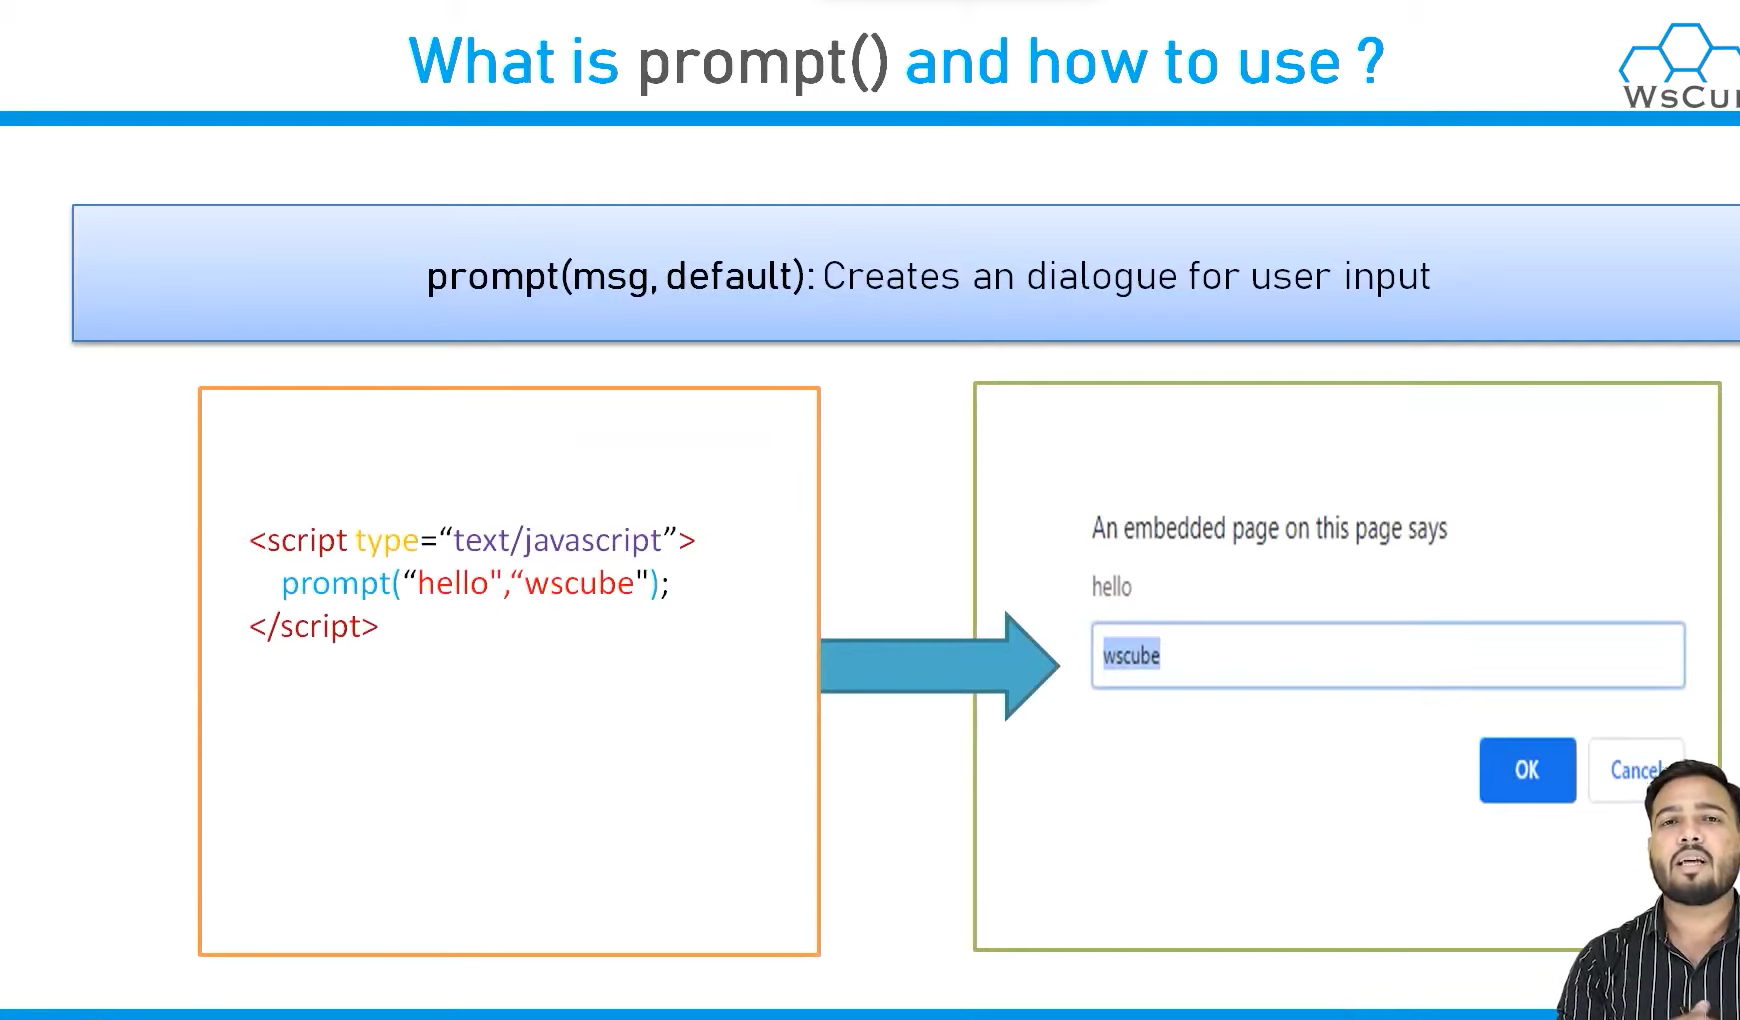 What is prompt() and how to use ?
WsCu
prompt(msg, default): Creates an dialogue for user input
<script type=“text/javascript”>
prompt(“hello",“wscube");
</script>
An embedded page on this page says
hello
wscube
OK
Cancel